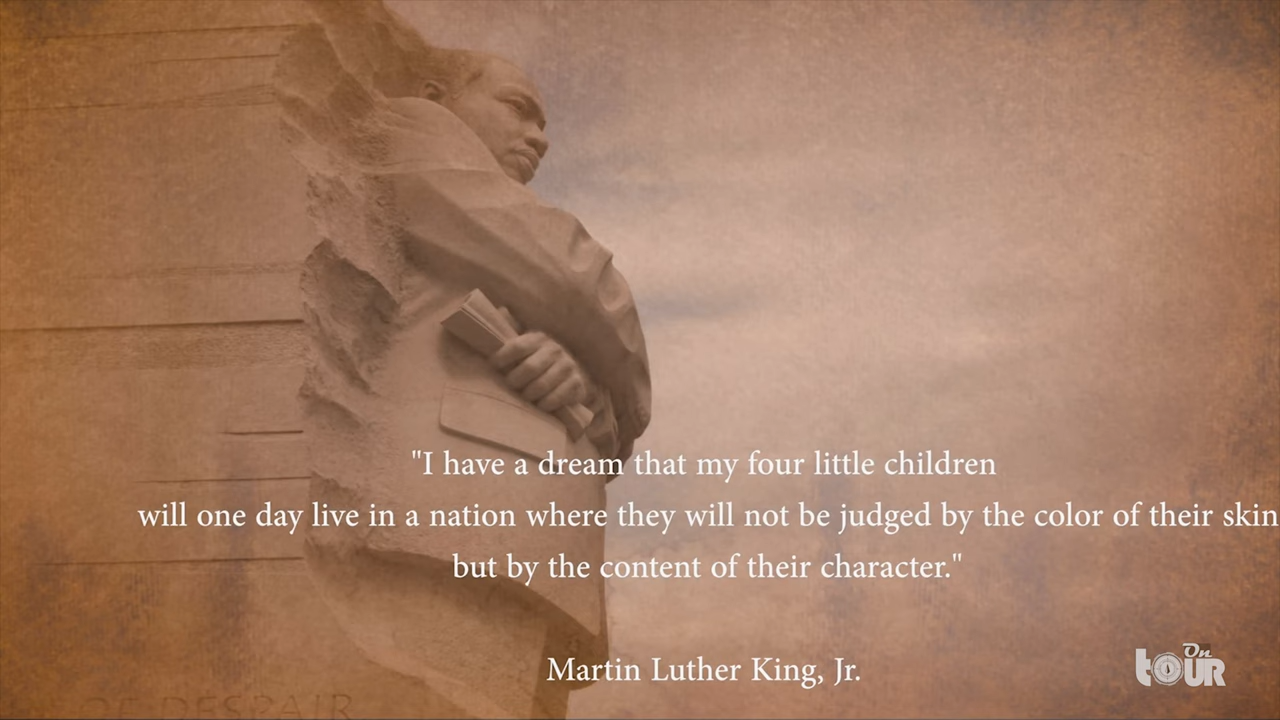 "I have a dream that my four little children
will one day live in a nation where they will not be judged by the color of their skin
but by the content of their character."
Martin Luther King, Jr.
On
tOUR
OF DESPAIR